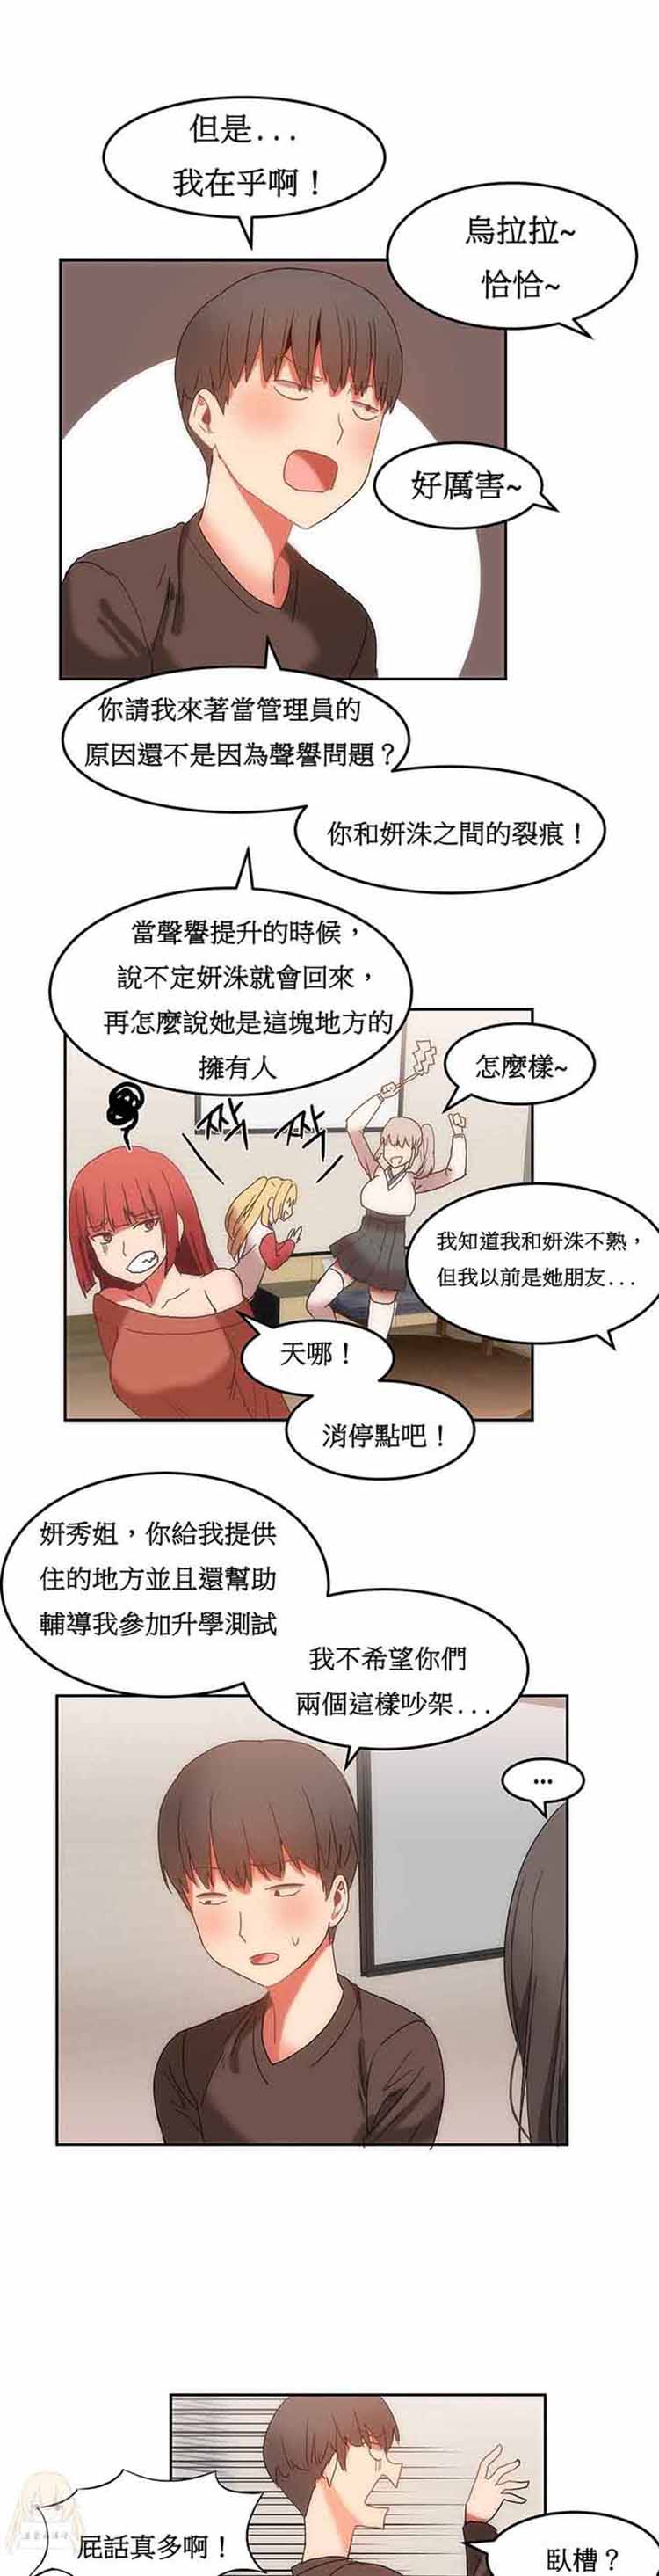 但是...
我在乎啊！
烏拉拉~
恰恰~
好厲害~
你請我來著當管理員的
原因還不是因為聲譽問題？
你和妍洙之間的裂痕！
當聲譽提升的時候，
說不定妍洙就會回來，
再怎麼說她是這塊地方的
擁有人
怎麼樣~
짝 짝
我知道我和妍洙不熟，
但我以前是她朋友...
天哪！
消停點吧！
妍秀姐，你給我提供
住的地方並且還幫助
輔導我參加升學測試
我不希望你們
兩個這樣吵架...
...
屁話真多啊！
臥槽？